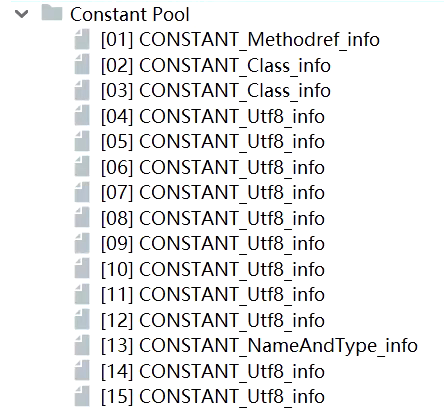 Constant Pool
[01] CONSTANT_Methodref_info
[02] CONSTANT_Class_info
[03] CONSTANT_Class_info
[04] CONSTANT_Utf8_info
[05] CONSTANT_Utf8_info
[06] CONSTANT_Utf8_info
[07] CONSTANT_Utf8_info
[08] CONSTANT_Utf8_info
[09] CONSTANT_Utf8_info
[10] CONSTANT_Utf8_info
[11] CONSTANT_Utf8_info
[12] CONSTANT_Utf8_info
[13] CONSTANT_NameAndType_info
[14] CONSTANT_Utf8_info
[15] CONSTANT_Utf8_info